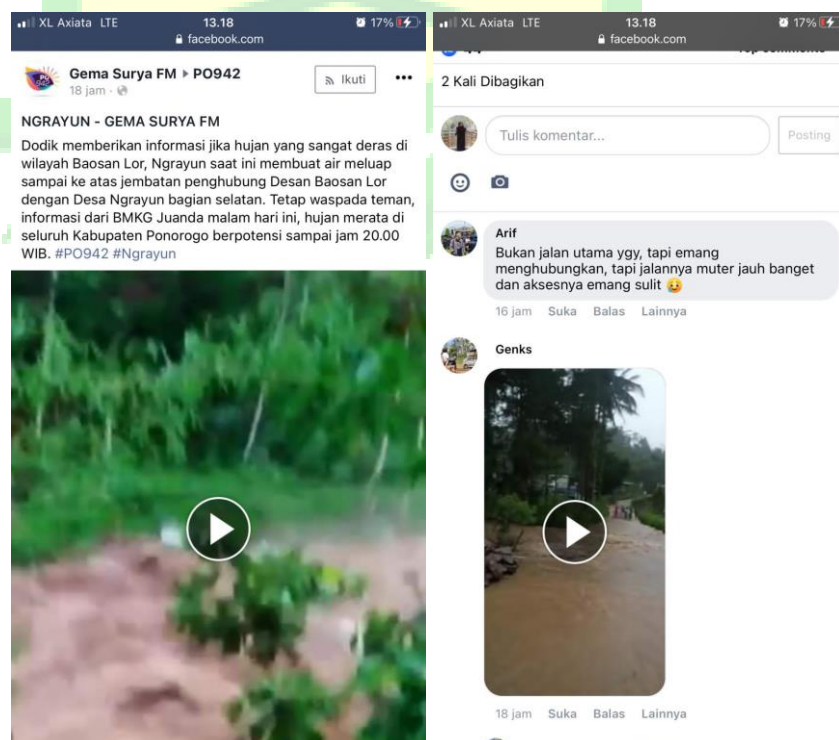 XL Axiata LTE 13.18 17%
facebook.com
Gema Surya FM ▸ PO942
18 jam ·
Ikuti
NGRAYUN - GEMA SURYA FM
Dodik memberikan informasi jika hujan yang sangat deras di
wilayah Baosan Lor, Ngrayun saat ini membuat air meluap
sampai ke atas jembatan penghubung Desan Baosan Lor
dengan Desa Ngrayun bagian selatan. Tetap waspada teman,
informasi dari BMKG Juanda malam hari ini, hujan merata di
seluruh Kabupaten Ponorogo berpotensi sampai jam 20.00
WIB. #PO942 #Ngrayun
XL Axiata LTE 13.18 17%
facebook.com
2 Kali Dibagikan
Tulis komentar...
Posting
Arif
Bukan jalan utama ygy, tapi emang
menghubungkan, tapi jalannya muter jauh banget
dan aksesnya emang sulit 🥲
16 jam Suka Balas Lainnya
Genks
18 jam Suka Balas Lainnya